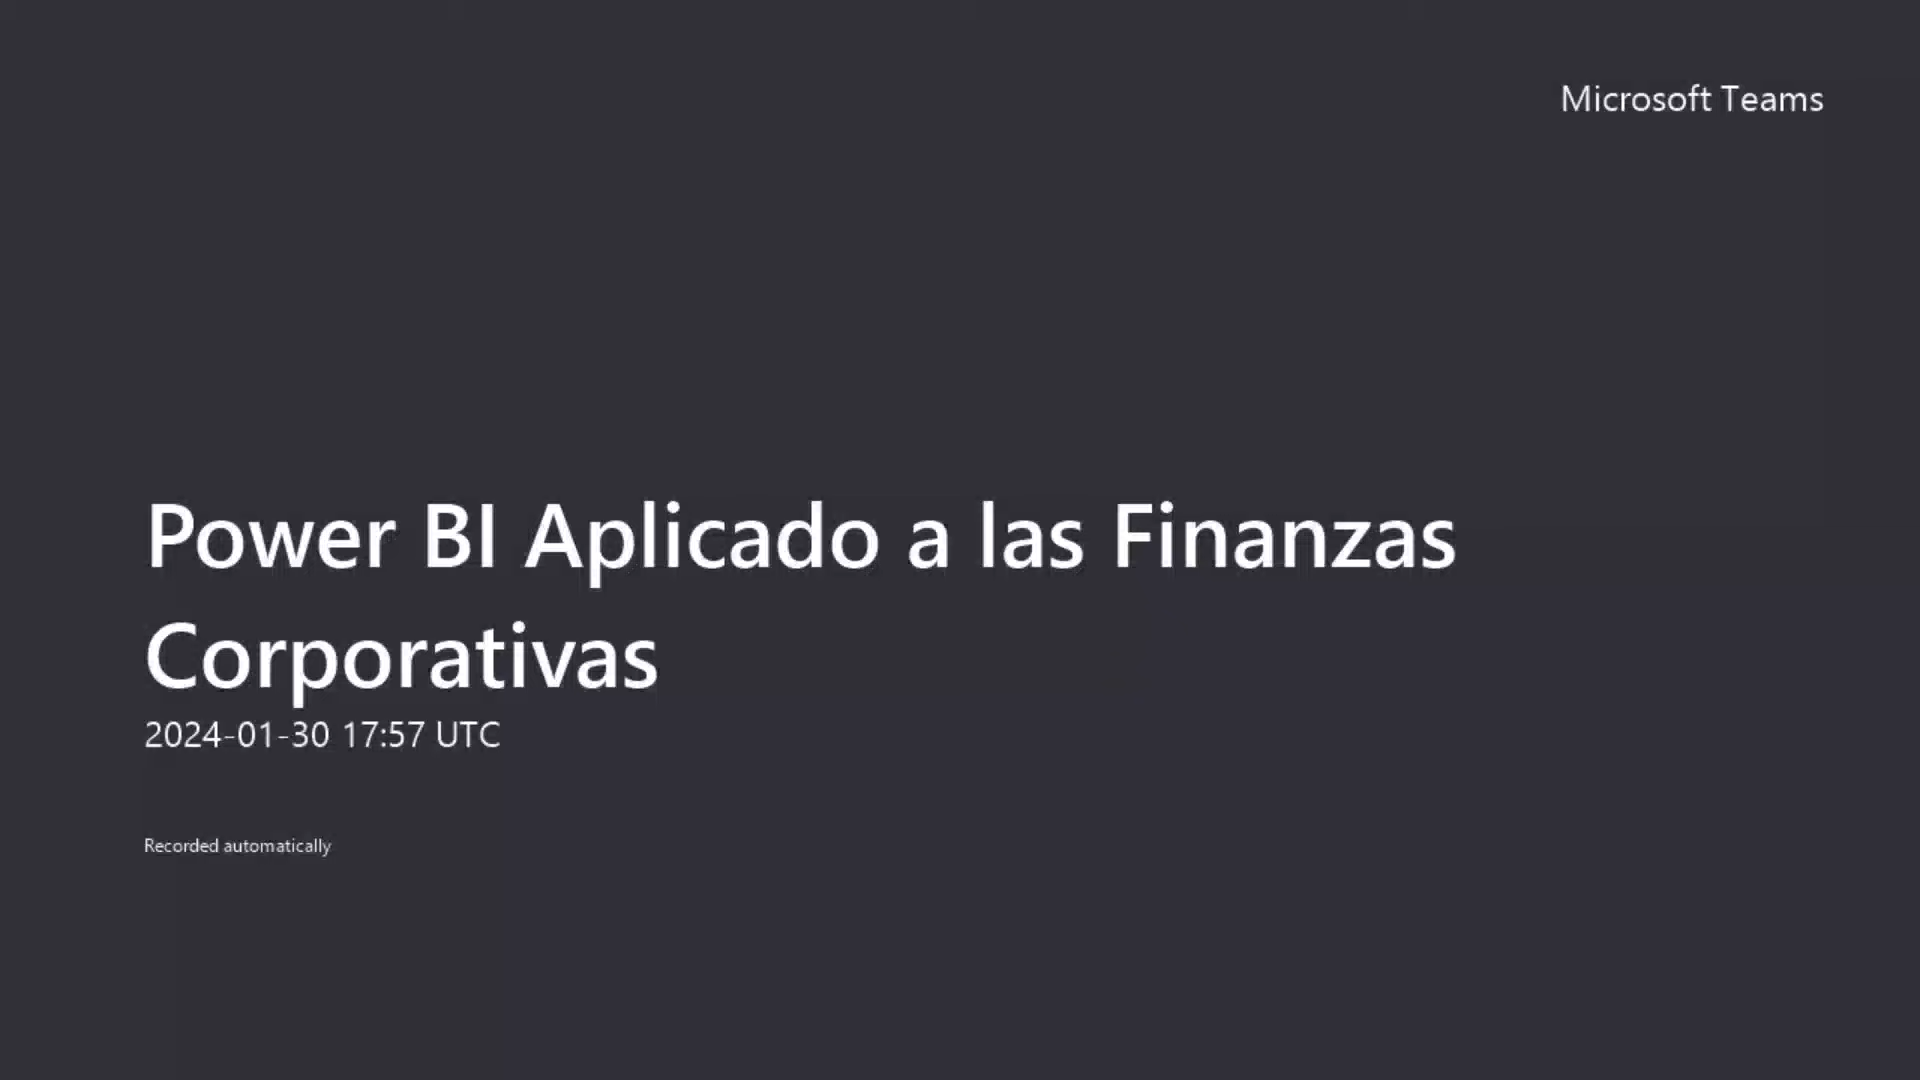 Microsoft Teams
Power BI Aplicado a las Finanzas
Corporativas
2024-01-30 17:57 UTC
Recorded automatically